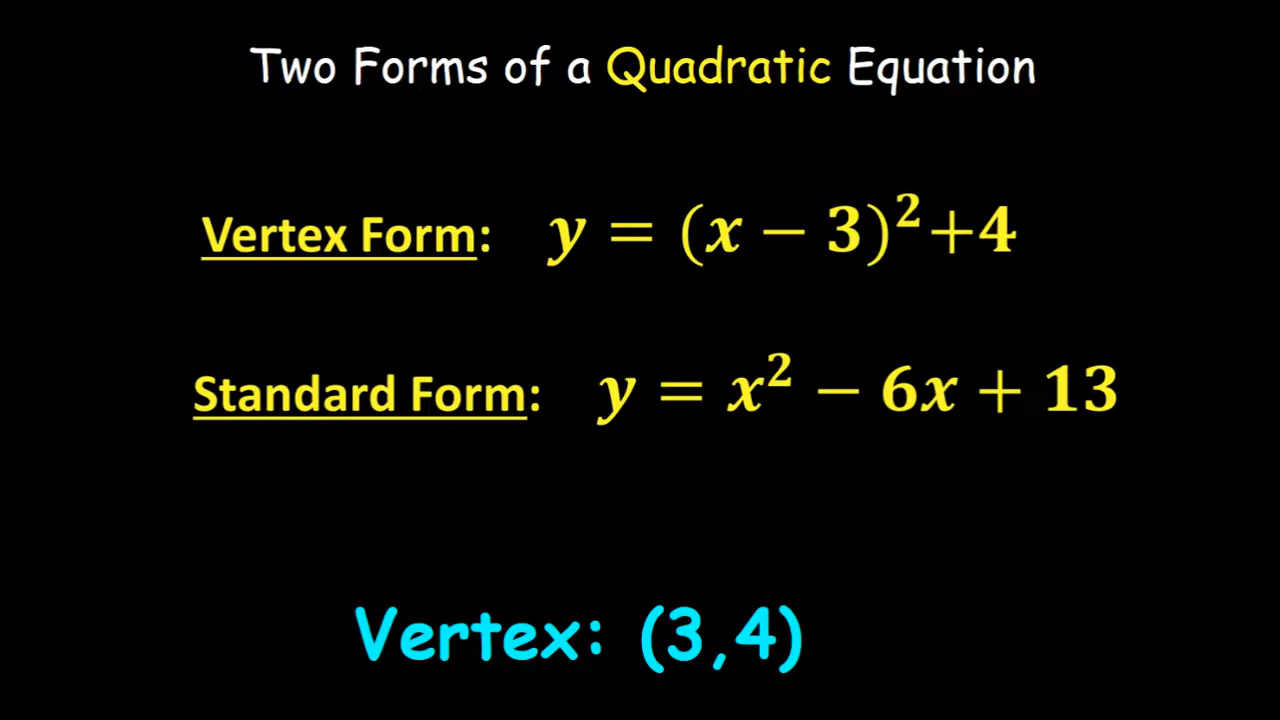 Two Forms of a Quadratic Equation
Vertex Form: y = (x − 3)²+4
Standard Form: y = x² − 6x + 13
Vertex: (3,4)